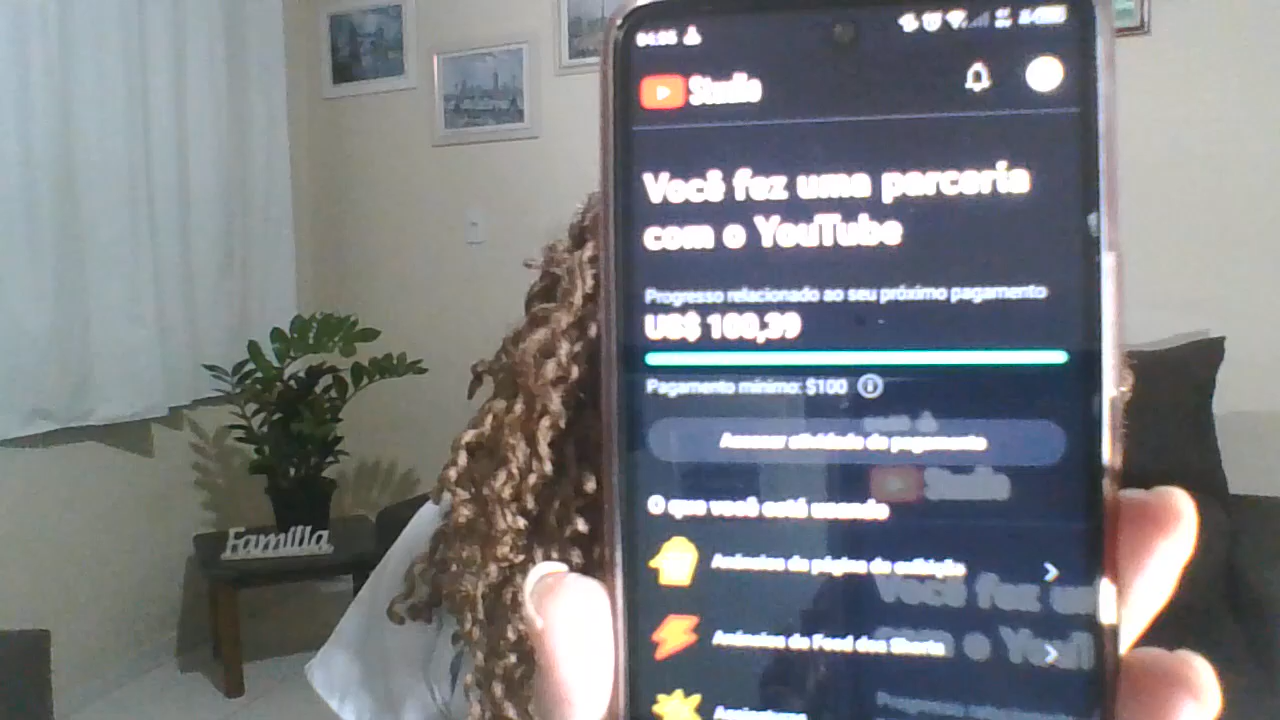 04:56
Studio
Você fez uma parceria
com o YouTube
Progresso relacionado ao seu próximo pagamento
US$ 100,39
Pagamento mínimo: $100
Acessar atividade de pagamento
O que você está usando
Anúncios da página de exibição
Anúncios do Feed dos Shorts
Família